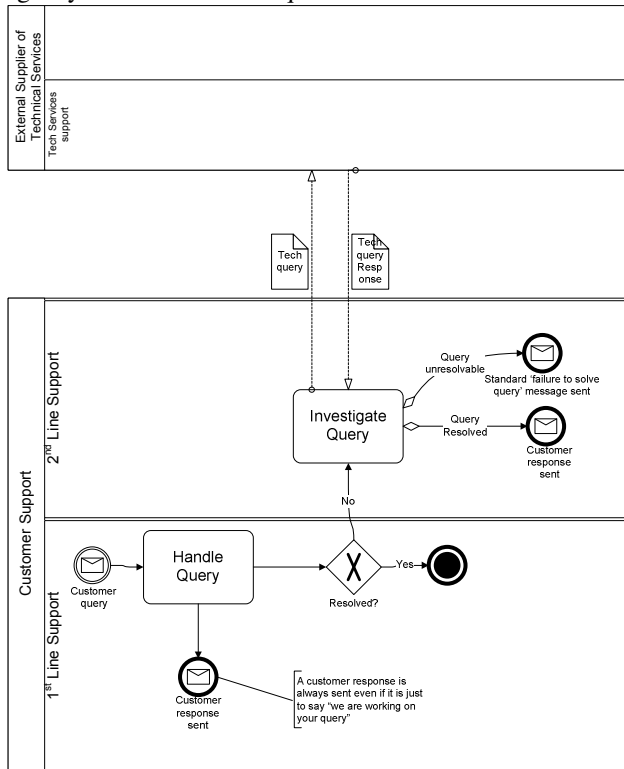 External Supplier of
Technical Services
Tech Services
support
Tech
query
Tech
query
Resp
onse
Customer Support
2nd Line Support
Query
unresolvable
Standard 'failure to solve
query' message sent
Investigate
Query
Query
Resolved
Customer
response
sent
No
1st Line Support
Handle
Query
Customer
query
X
Yes
Resolved?
Customer
response
sent
A customer response is
always sent even if it is just
to say "we are working on
your query"